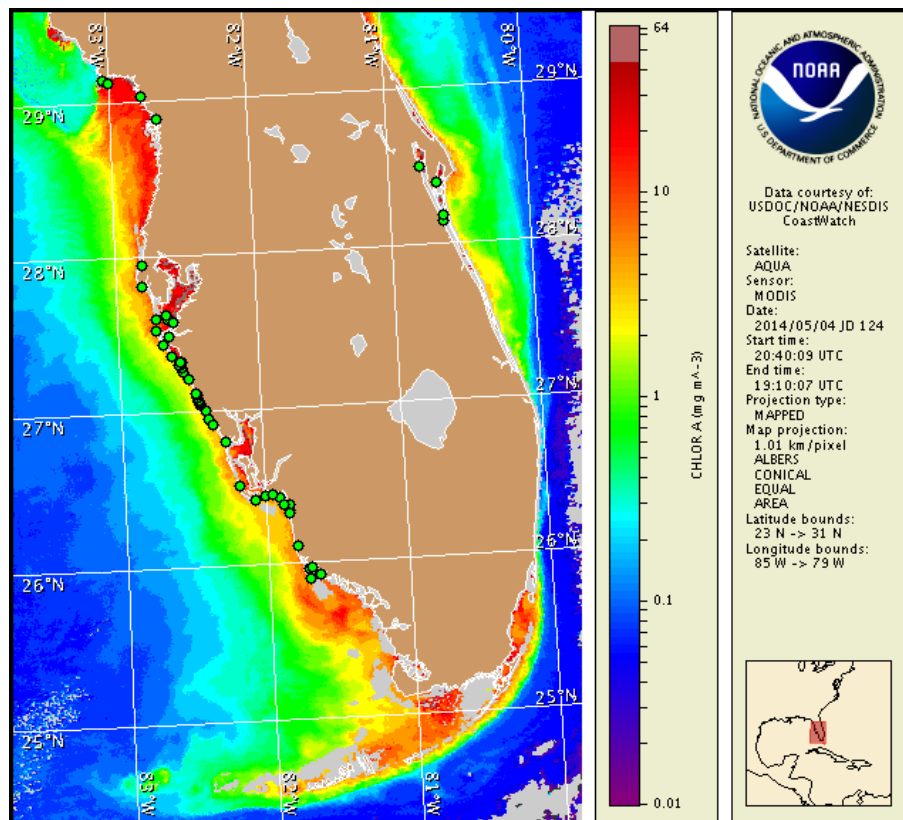 83°W
82°W
81°W
80°W
29°N
29°N
28°N
28°N
27°N
27°N
26°N
26°N
25°N
25°N
83°W
82°W
81°W
64
10
1
0.1
0.01
CHLOR A (mg m^-3)
NATIONAL OCEANIC AND ATMOSPHERIC ADMINISTRATION
NOAA
U.S. DEPARTMENT OF COMMERCE
Data courtesy of:
USDOC/NOAA/NESDIS
CoastWatch
Satellite:
AQUA
Sensor:
MODIS
Date:
2014/05/04 JD 124
Start time:
20:40:09 UTC
End time:
19:10:07 UTC
Projection type:
MAPPED
Map projection:
1.01 km/pixel
ALBERS
CONICAL
EQUAL
AREA
Latitude bounds:
23 N -> 31 N
Longitude bounds:
85 W -> 79 W